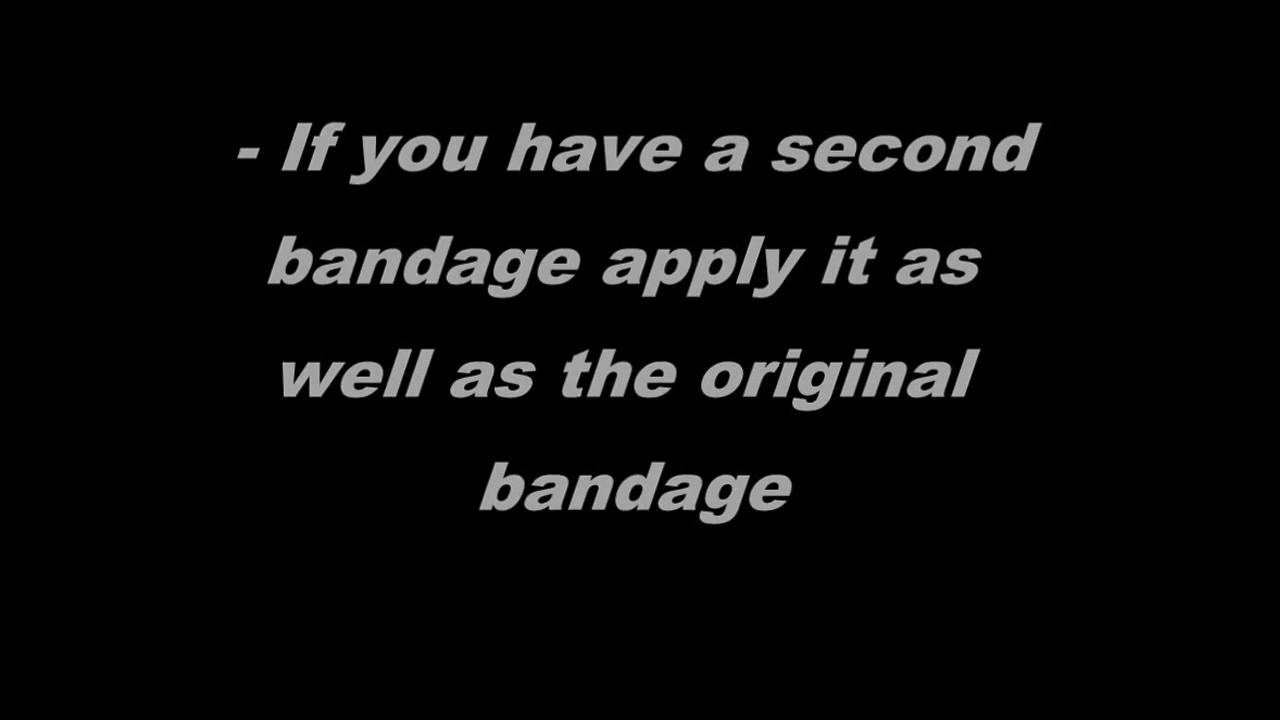 - If you have a second
bandage apply it as
well as the original
bandage